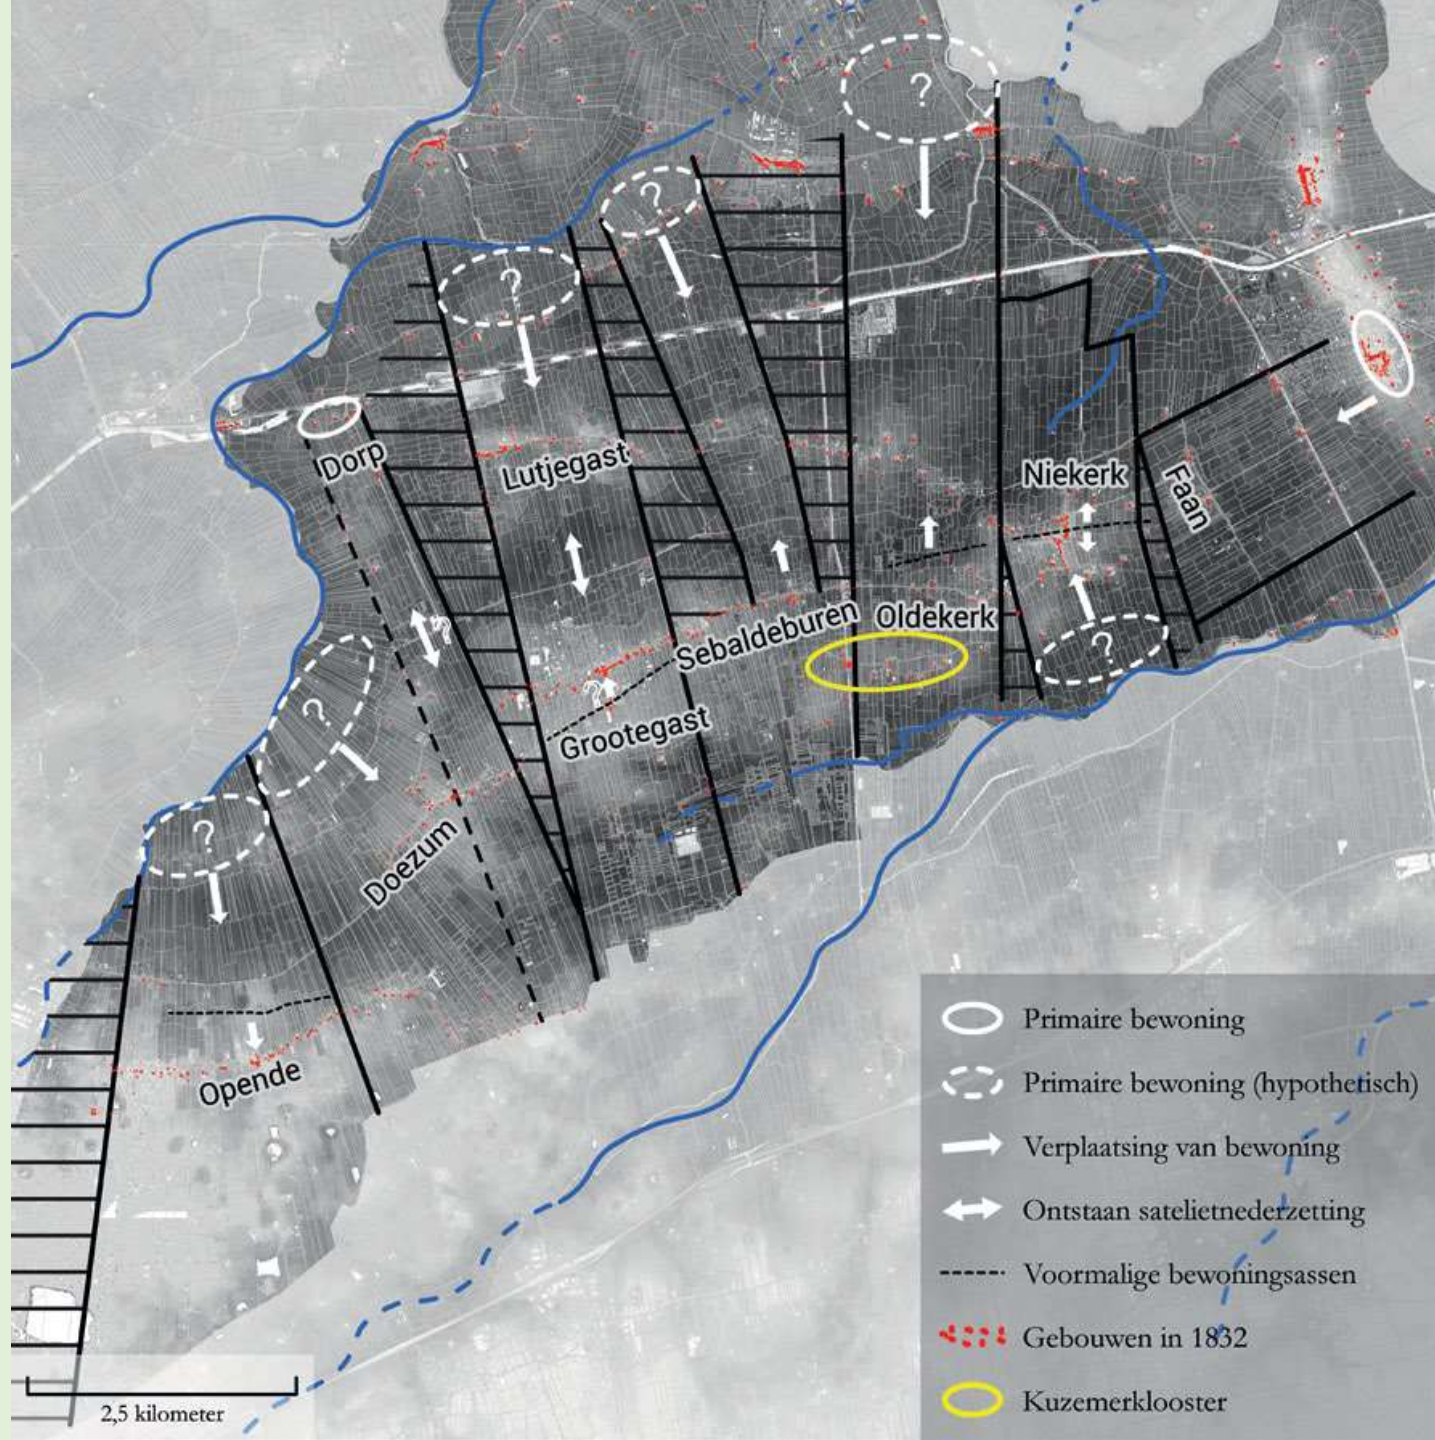 ?
?
?
Dorp
Lutjegast
Niekerk
Faan
?
Sebaldeburen
Oldekerk
?
?
?
Grootegast
?
Doezum
Opende
Primaire bewoning
Primaire bewoning (hypothetisch)
Verplaatsing van bewoning
Ontstaan satelietnederzetting
Voormalige bewoningsassen
Gebouwen in 1832
Kuzemerklooster
2,5 kilometer